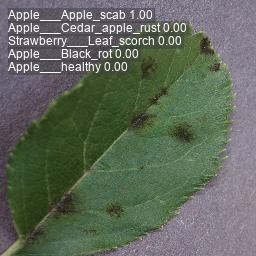 Apple___Apple_scab 1.00
Apple___Cedar_apple_rust 0.00
Strawberry___Leaf_scorch 0.00
Apple___Black_rot 0.00
Apple___healthy 0.00